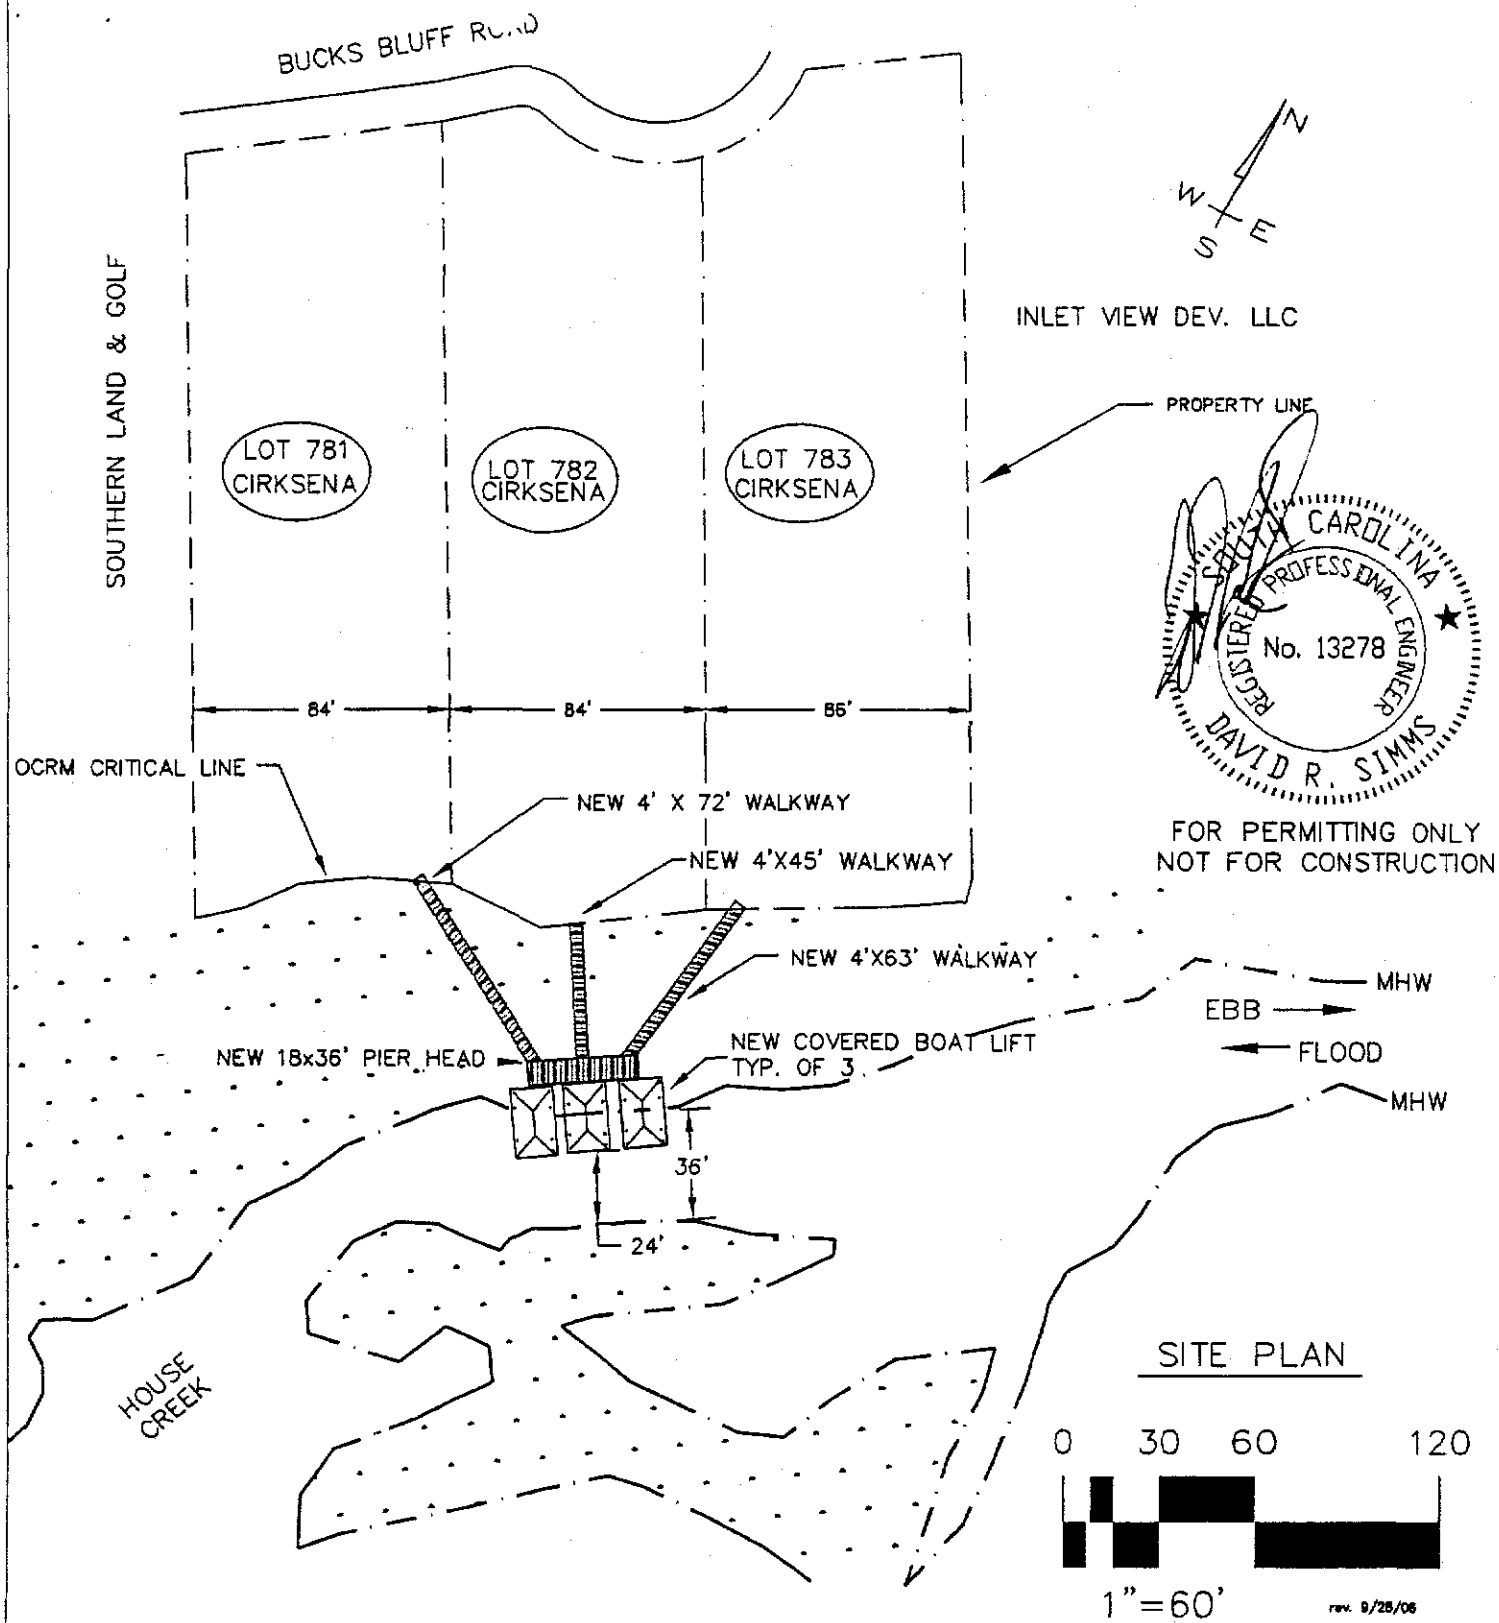 BUCKS BLUFF
N
W
E
S
SOUTHERN LAND & GOLF
INLET VIEW DEV. LLC
PROPERTY LINE
LOT 781
CIRKSENA
LOT 782
CIRKSENA
LOT 783
CIRKSENA
SOUTH CAROLINA
REGISTERED PROFESSIONAL ENGINEER
No. 13278
DAVID R. SIMMS
84'
84'
86'
OCRM CRITICAL LINE
NEW 4' X 72' WALKWAY
FOR PERMITTING ONLY
NOT FOR CONSTRUCTION
NEW 4'X45' WALKWAY
NEW 4'X63' WALKWAY
MHW
EBB
FLOOD
NEW 18x36' PIER HEAD
NEW COVERED BOAT LIFT
TYP. OF 3
MHW
36'
24'
HOUSE
CREEK
SITE PLAN
0 30 60 120
1"=60'
rev. 9/28/06